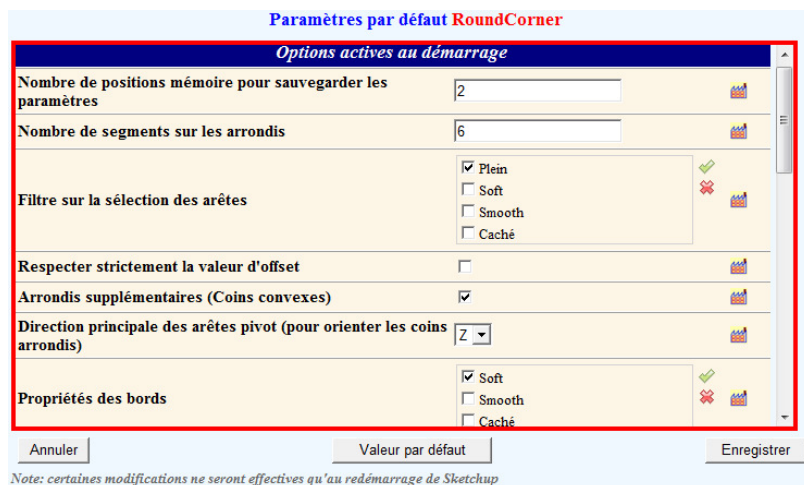 Paramètres par défaut RoundCorner
Options actives au démarrage
Nombre de positions mémoire pour sauvegarder les
paramètres
2
Nombre de segments sur les arrondis
6
Filtre sur la sélection des arêtes
Plein
Soft
Smooth
Caché
Respecter strictement la valeur d'offset
Arrondis supplémentaires (Coins convexes)
Direction principale des arêtes pivot (pour orienter les coins
arrondis)
Z
Propriétés des bords
Soft
Smooth
Caché
Annuler
Valeur par défaut
Enregistrer
Note: certaines modifications ne seront effectives qu'au redémarrage de Sketchup